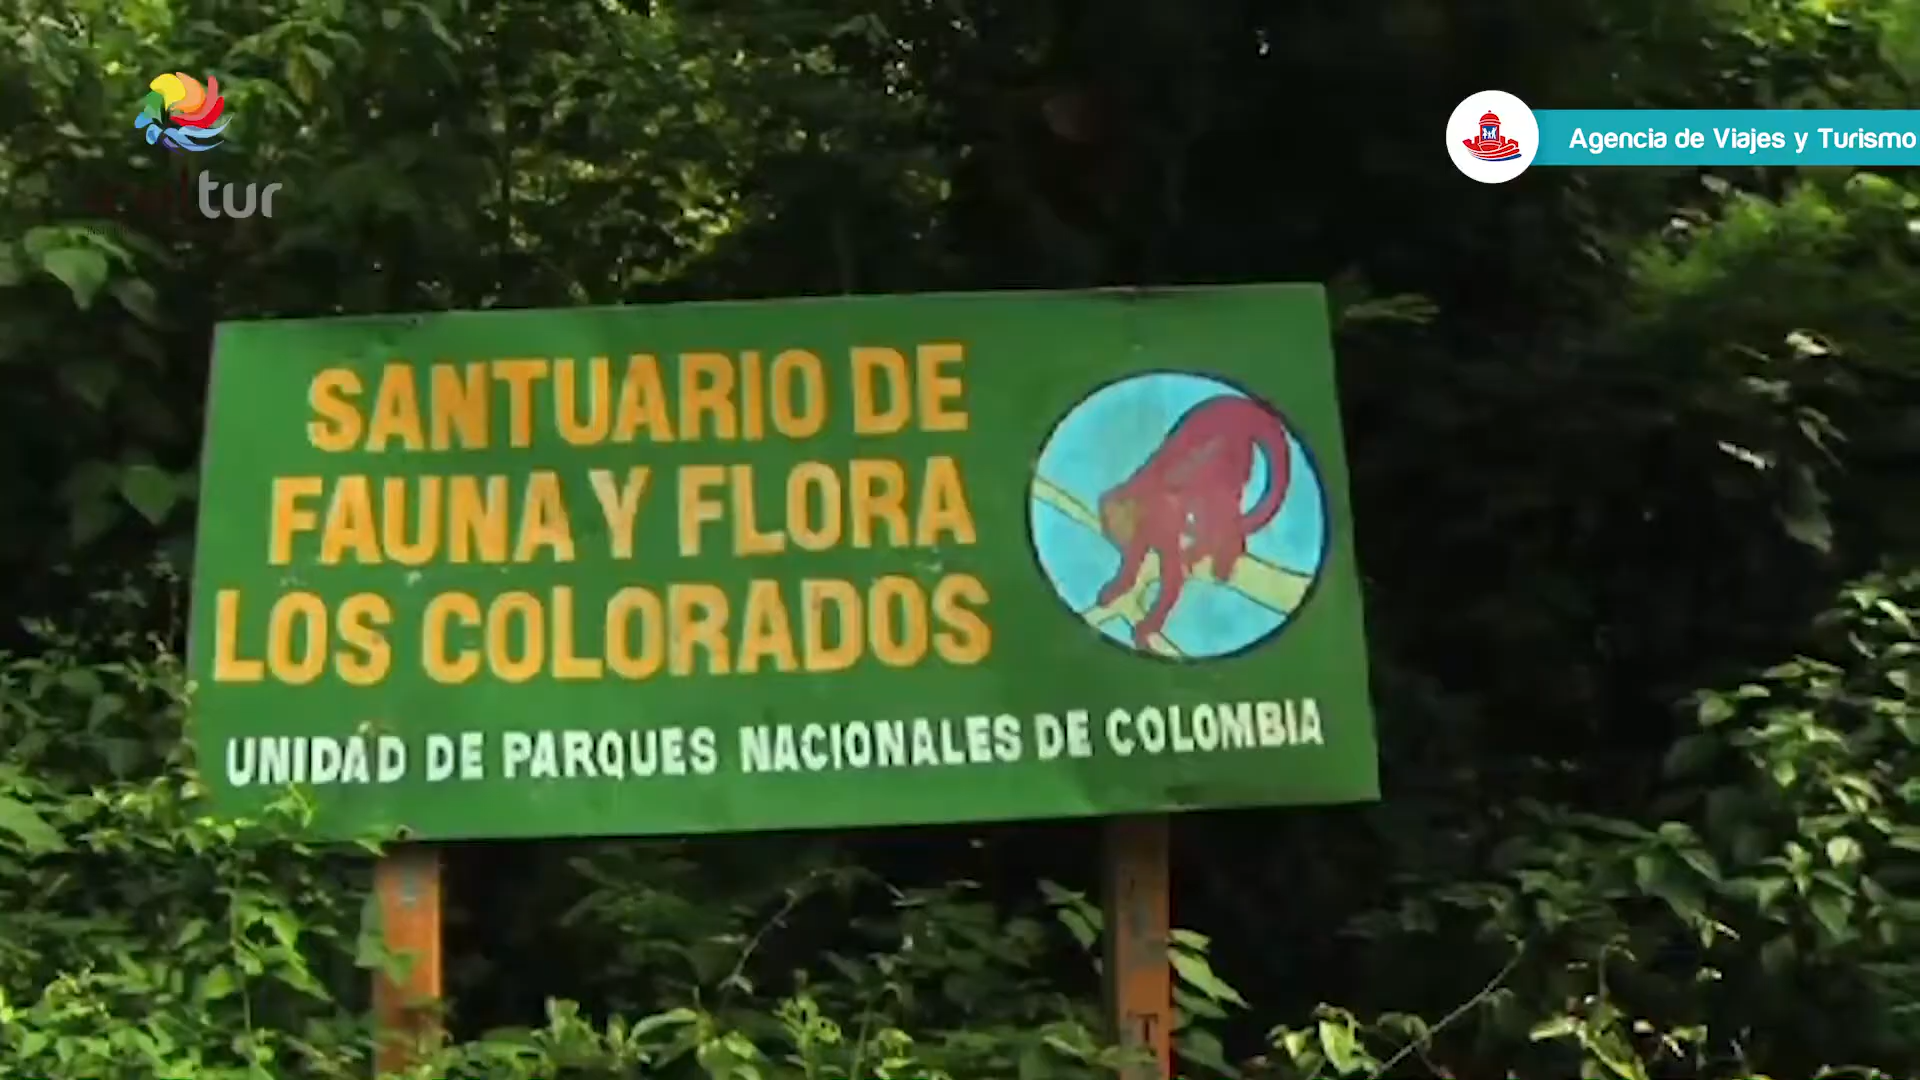 tur
Agencia de Viajes y Turismo
SANTUARIO DE
FAUNA Y FLORA
LOS COLORADOS
UNIDAD DE PARQUES NACIONALES DE COLOMBIA